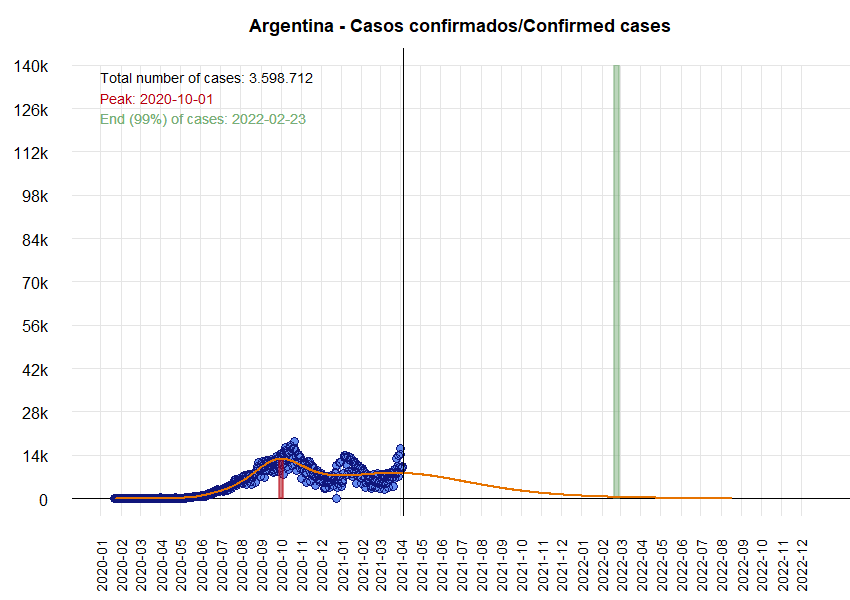 Argentina - Casos confirmados/Confirmed cases
Total number of cases: 3.598.712
Peak: 2020-10-01
End (99%) of cases: 2022-02-23
140k
126k
112k
98k
84k
70k
56k
42k
28k
14k
0
2020-01
2020-02
2020-03
2020-04
2020-05
2020-06
2020-07
2020-08
2020-09
2020-10
2020-11
2020-12
2021-01
2021-02
2021-03
2021-04
2021-05
2021-06
2021-07
2021-08
2021-09
2021-10
2021-11
2021-12
2022-01
2022-02
2022-03
2022-04
2022-05
2022-06
2022-07
2022-08
2022-09
2022-10
2022-11
2022-12